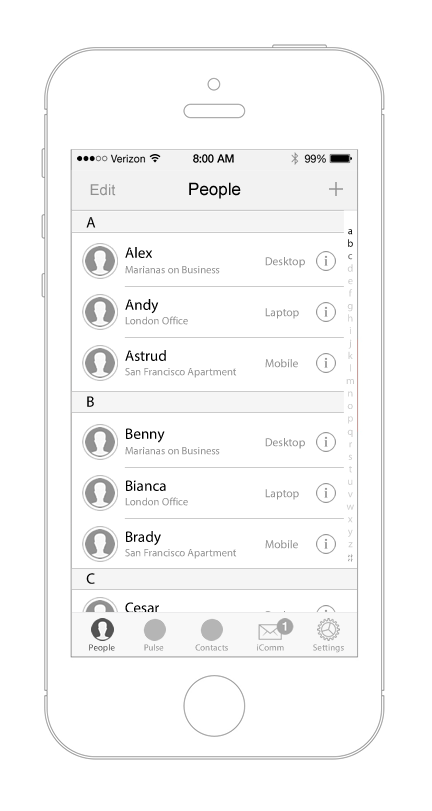 ●●●○○ Verizon 8:00 AM 99%
Edit People +
A
Alex
Marianas on Business
Desktop i
Andy
London Office
Laptop i
Astrud
San Francisco Apartment
Mobile i
B
Benny
Marianas on Business
Desktop i
Bianca
London Office
Laptop i
Brady
San Francisco Apartment
Mobile i
C
Cesar
a
b
c
d
e
f
g
h
i
j
k
l
m
n
o
p
q
r
s
t
u
v
w
x
y
z
#
1
People Pulse Contacts iComm Settings